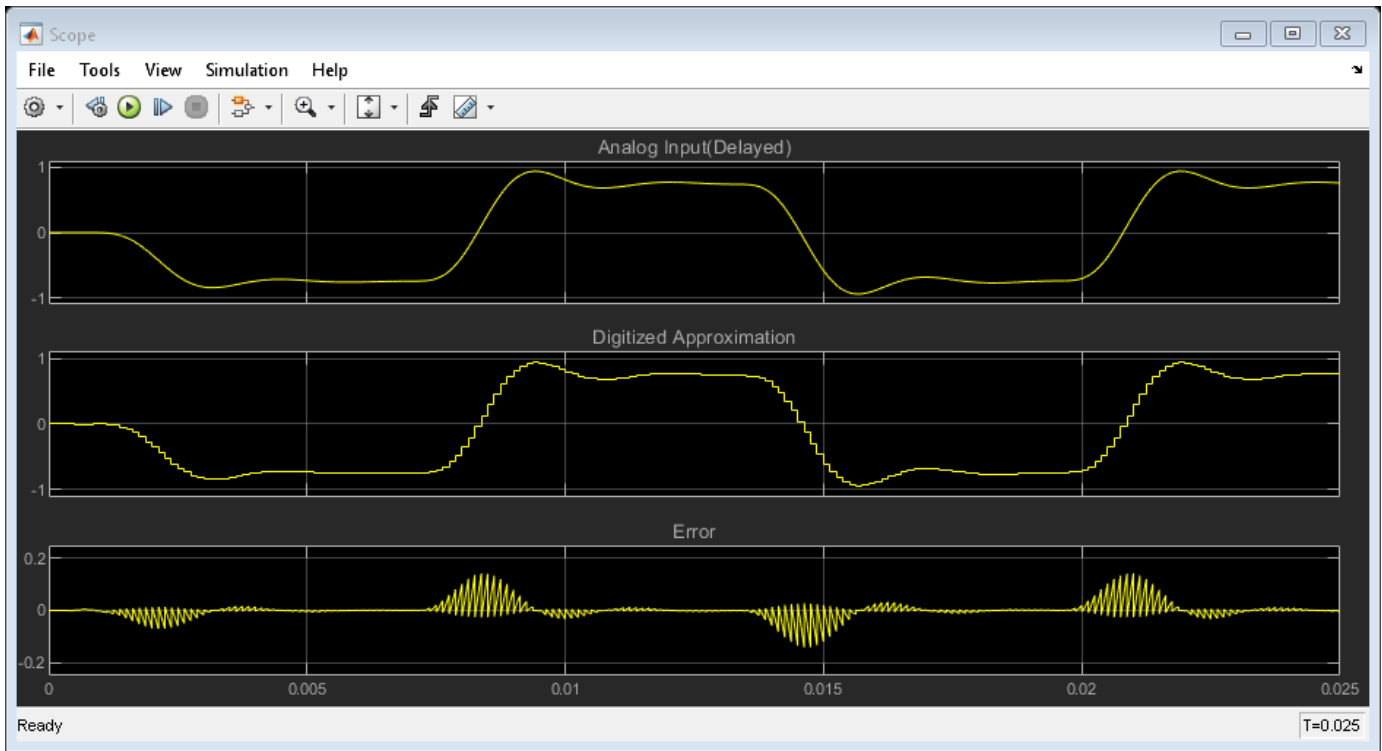 Scope
File Tools View Simulation Help
Analog Input(Delayed)
1
0
-1
Digitized Approximation
1
0
-1
Error
0.2
0
-0.2
0 0.005 0.01 0.015 0.02 0.025
Ready T=0.025